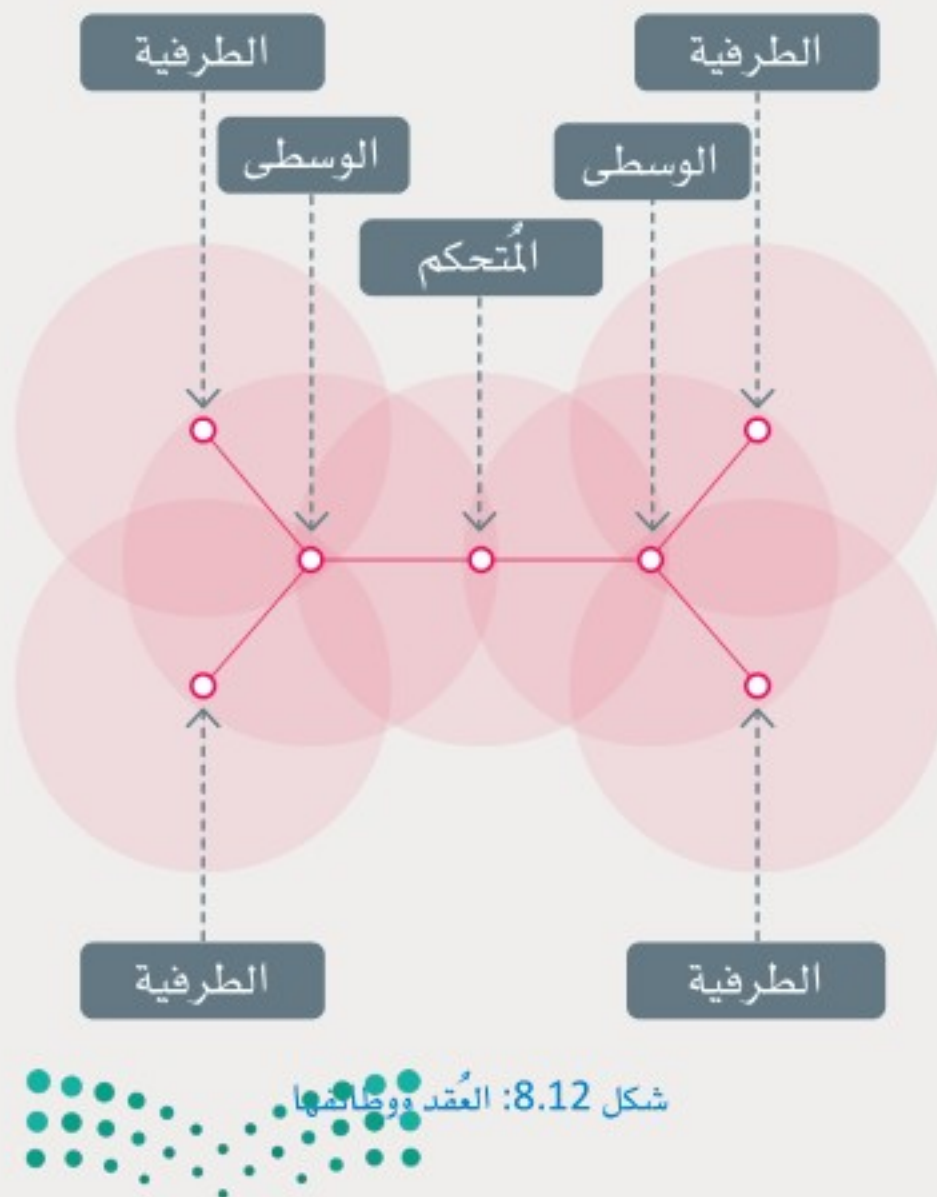 الطرفية
الطرفية
الوسطى
الوسطى
المُتحكم
الطرفية
الطرفية
شكل 8.12: العُقد ووظائفها